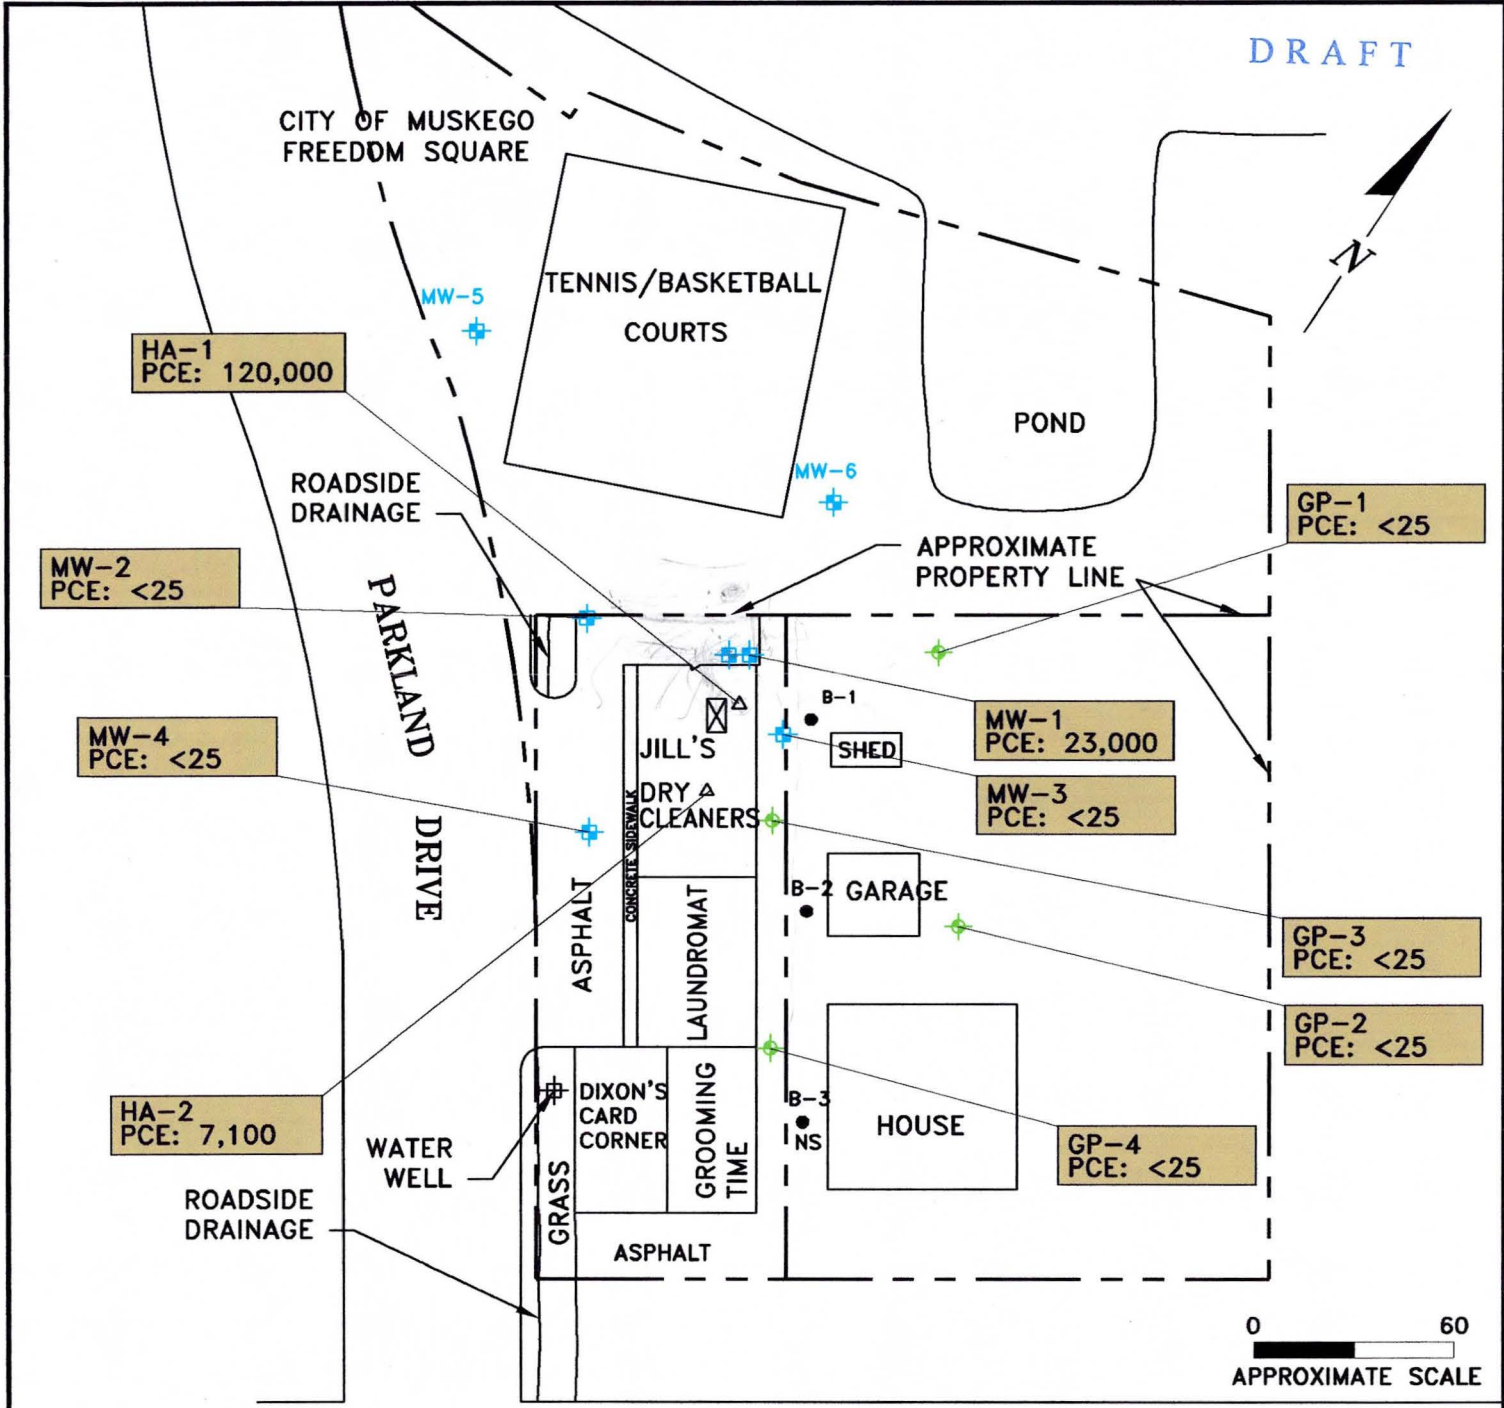 DRAFT
CITY OF MUSKEGO
FREEDOM SQUARE
N
TENNIS/BASKETBALL
COURTS
MW-5
HA-1
PCE: 120,000
POND
MW-6
ROADSIDE
DRAINAGE
GP-1
PCE: <25
APPROXIMATE
PROPERTY LINE
MW-2
PCE: <25
PARKLAND
DRIVE
B-1
MW-1
PCE: 23,000
MW-4
PCE: <25
JILL'S
DRY
CLEANERS
SHED
MW-3
PCE: <25
CONCRETE SIDEWALK
ASPHALT
LAUNDROMAT
B-2
GARAGE
GP-3
PCE: <25
GP-2
PCE: <25
HA-2
PCE: 7,100
DIXON'S
CARD
CORNER
GROOMING
TIME
B-3
NS
HOUSE
GP-4
PCE: <25
WATER
WELL
ROADSIDE
DRAINAGE
GRASS
ASPHALT
0 60
APPROXIMATE SCALE